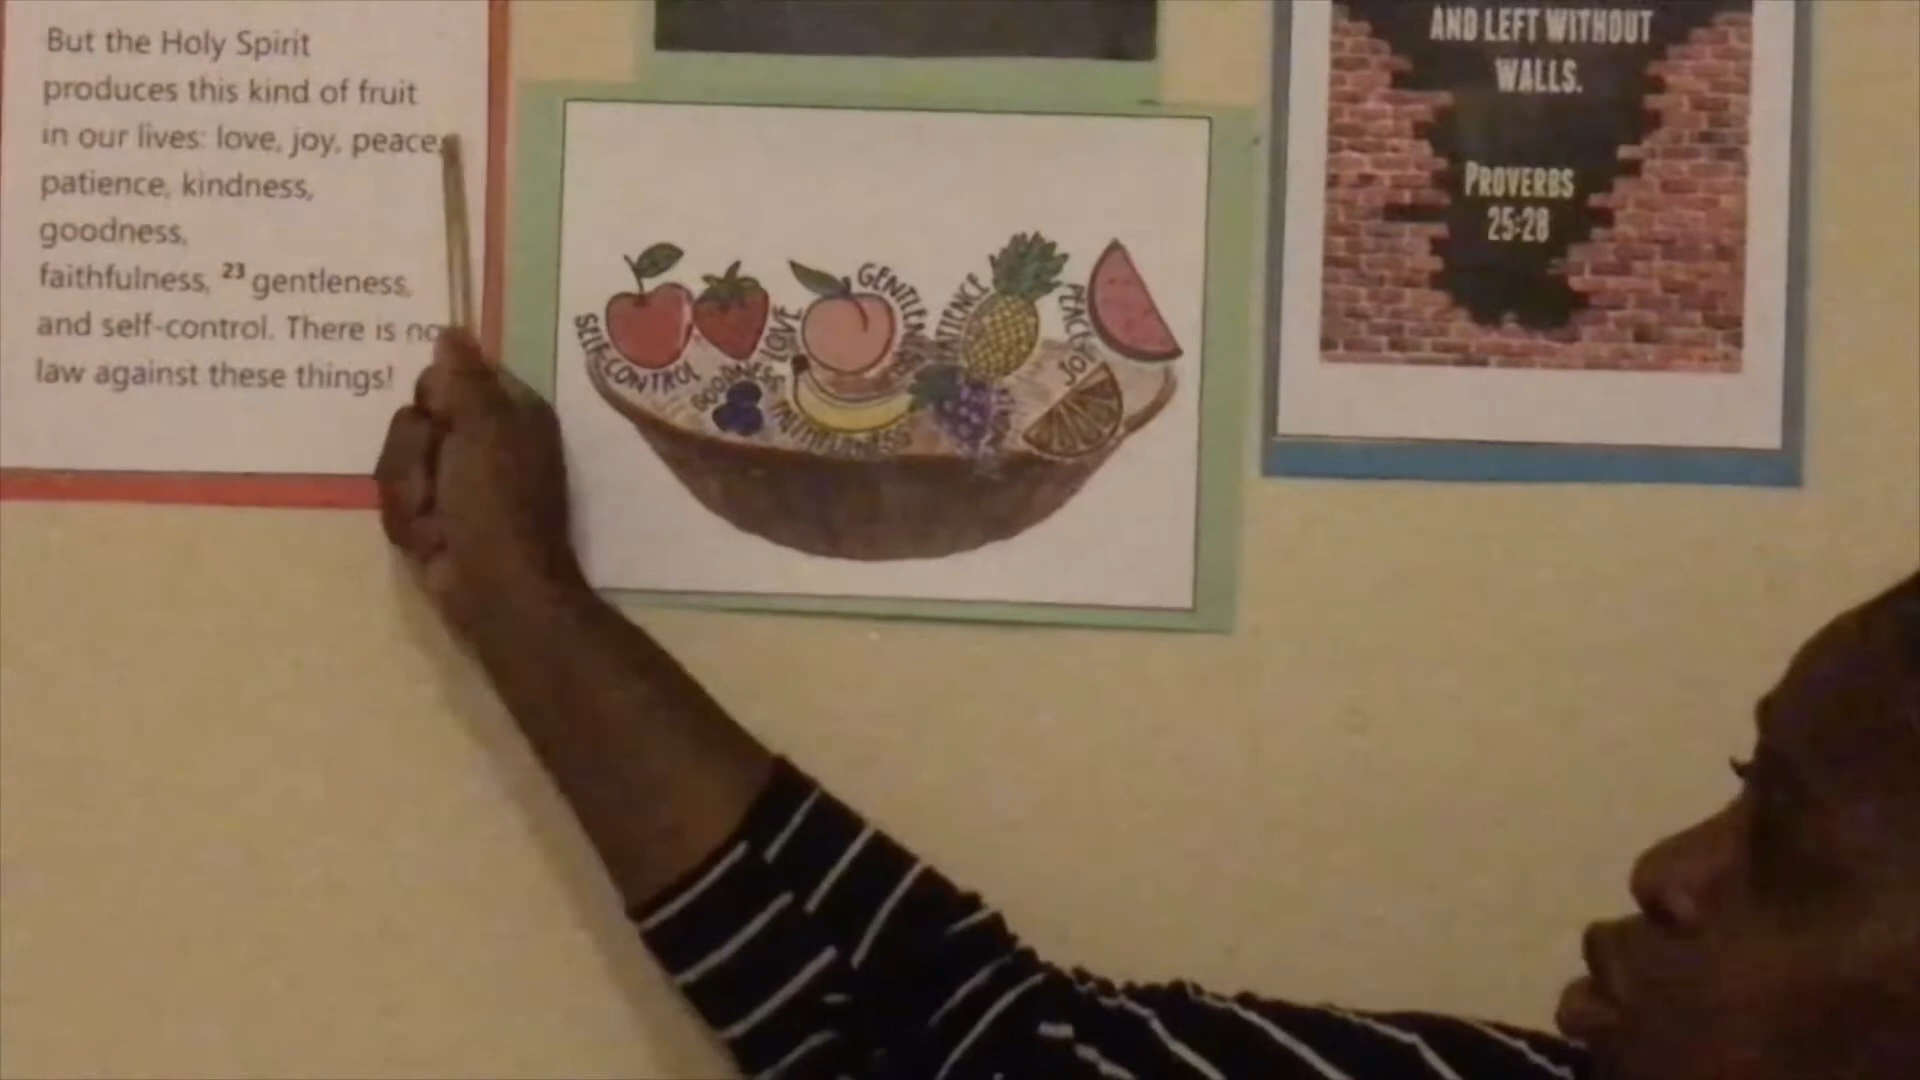 But the Holy Spirit
produces this kind of fruit
in our lives: love, joy, peace,
patience, kindness,
goodness,
faithfulness, 23 gentleness,
and self-control. There is no
law against these things!
SELF-CONTROL
GOODNESS
LOVE
FAITHFULNESS
GENTLENESS
PATIENCE
PEACE
JOY
AND LEFT WITHOUT
WALLS.
PROVERBS
25:28